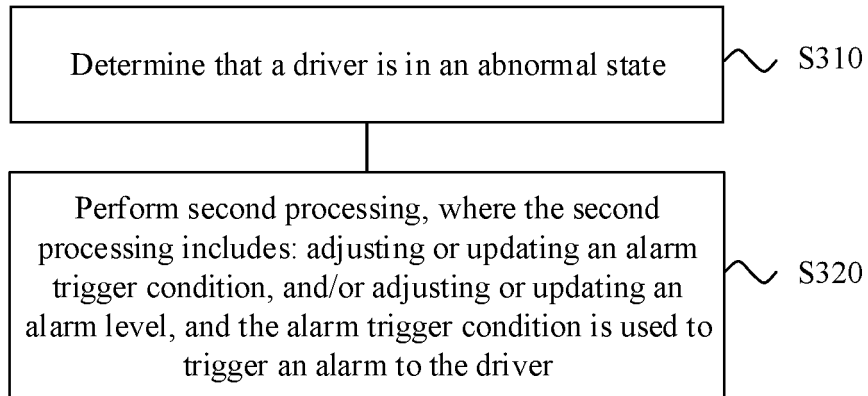 Determine that a driver is in an abnormal state
S310
Perform second processing, where the second
processing includes: adjusting or updating an alarm
trigger condition, and/or adjusting or updating an
alarm level, and the alarm trigger condition is used to
trigger an alarm to the driver
S320